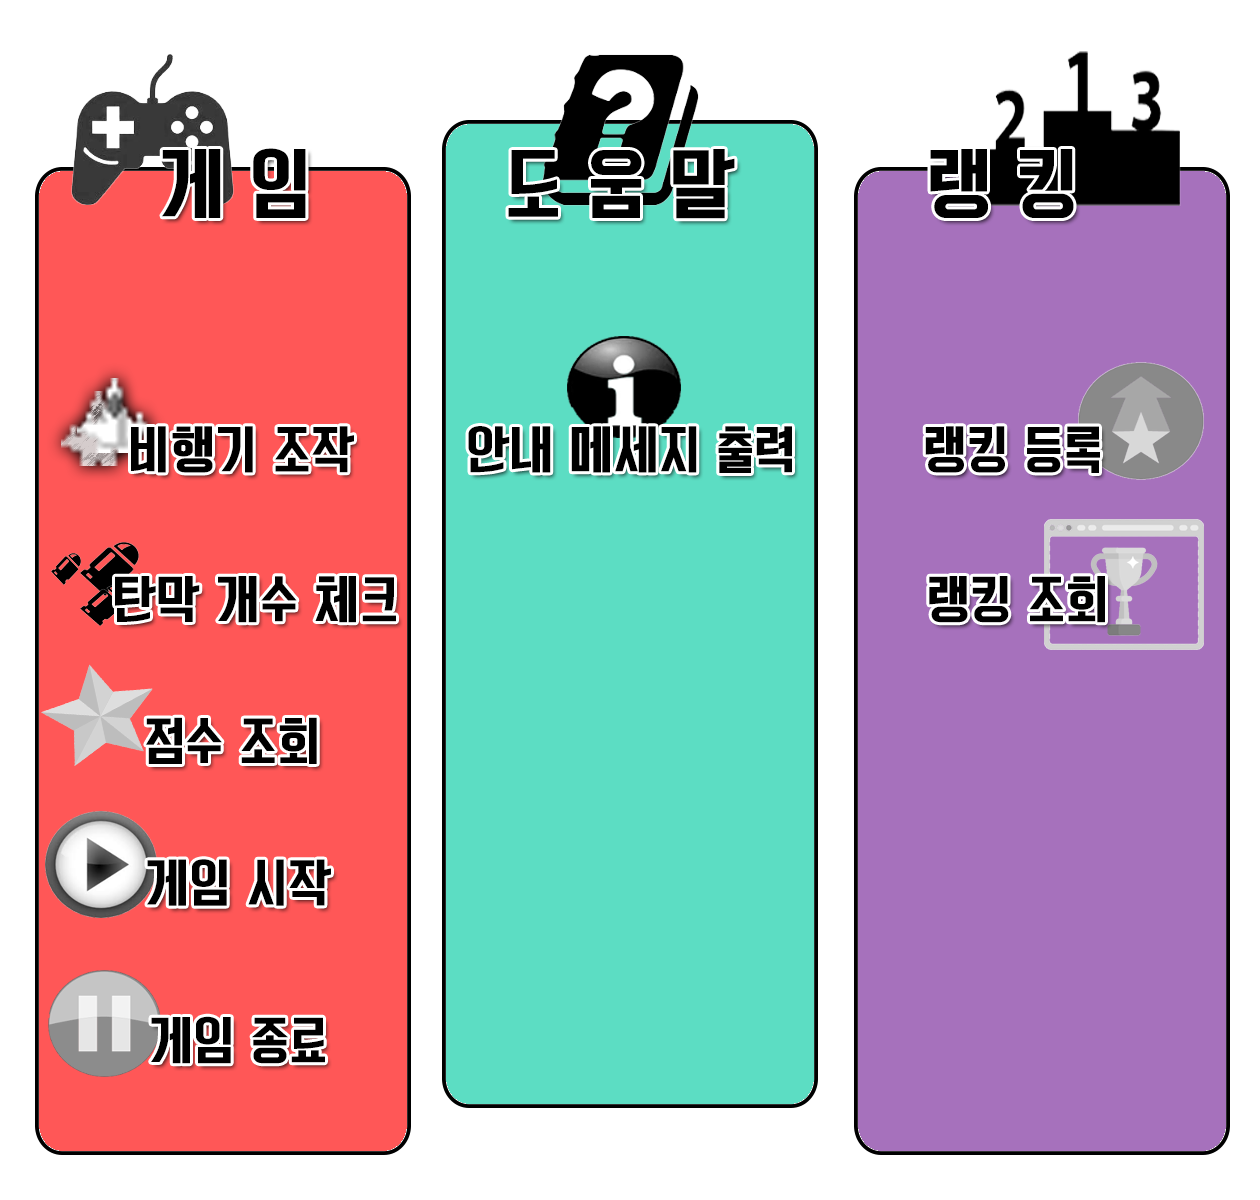 게임
비행기 조작
탄막 개수 체크
점수 조회
게임 시작
게임 종료
도움말
안내 메세지 출력
1
2
3
랭킹
랭킹 등록
랭킹 조회